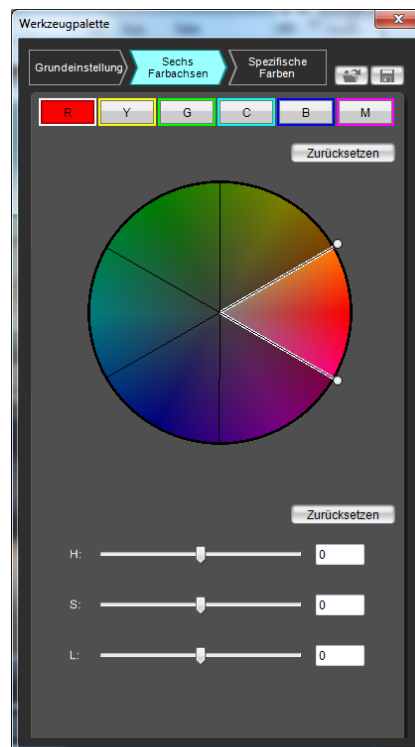 Werkzeugpalette
Grundeinstellung
Sechs
Farbachsen
Spezifische
Farben
R Y G C B M
Zurücksetzen
Zurücksetzen
H: 0
S: 0
L: 0